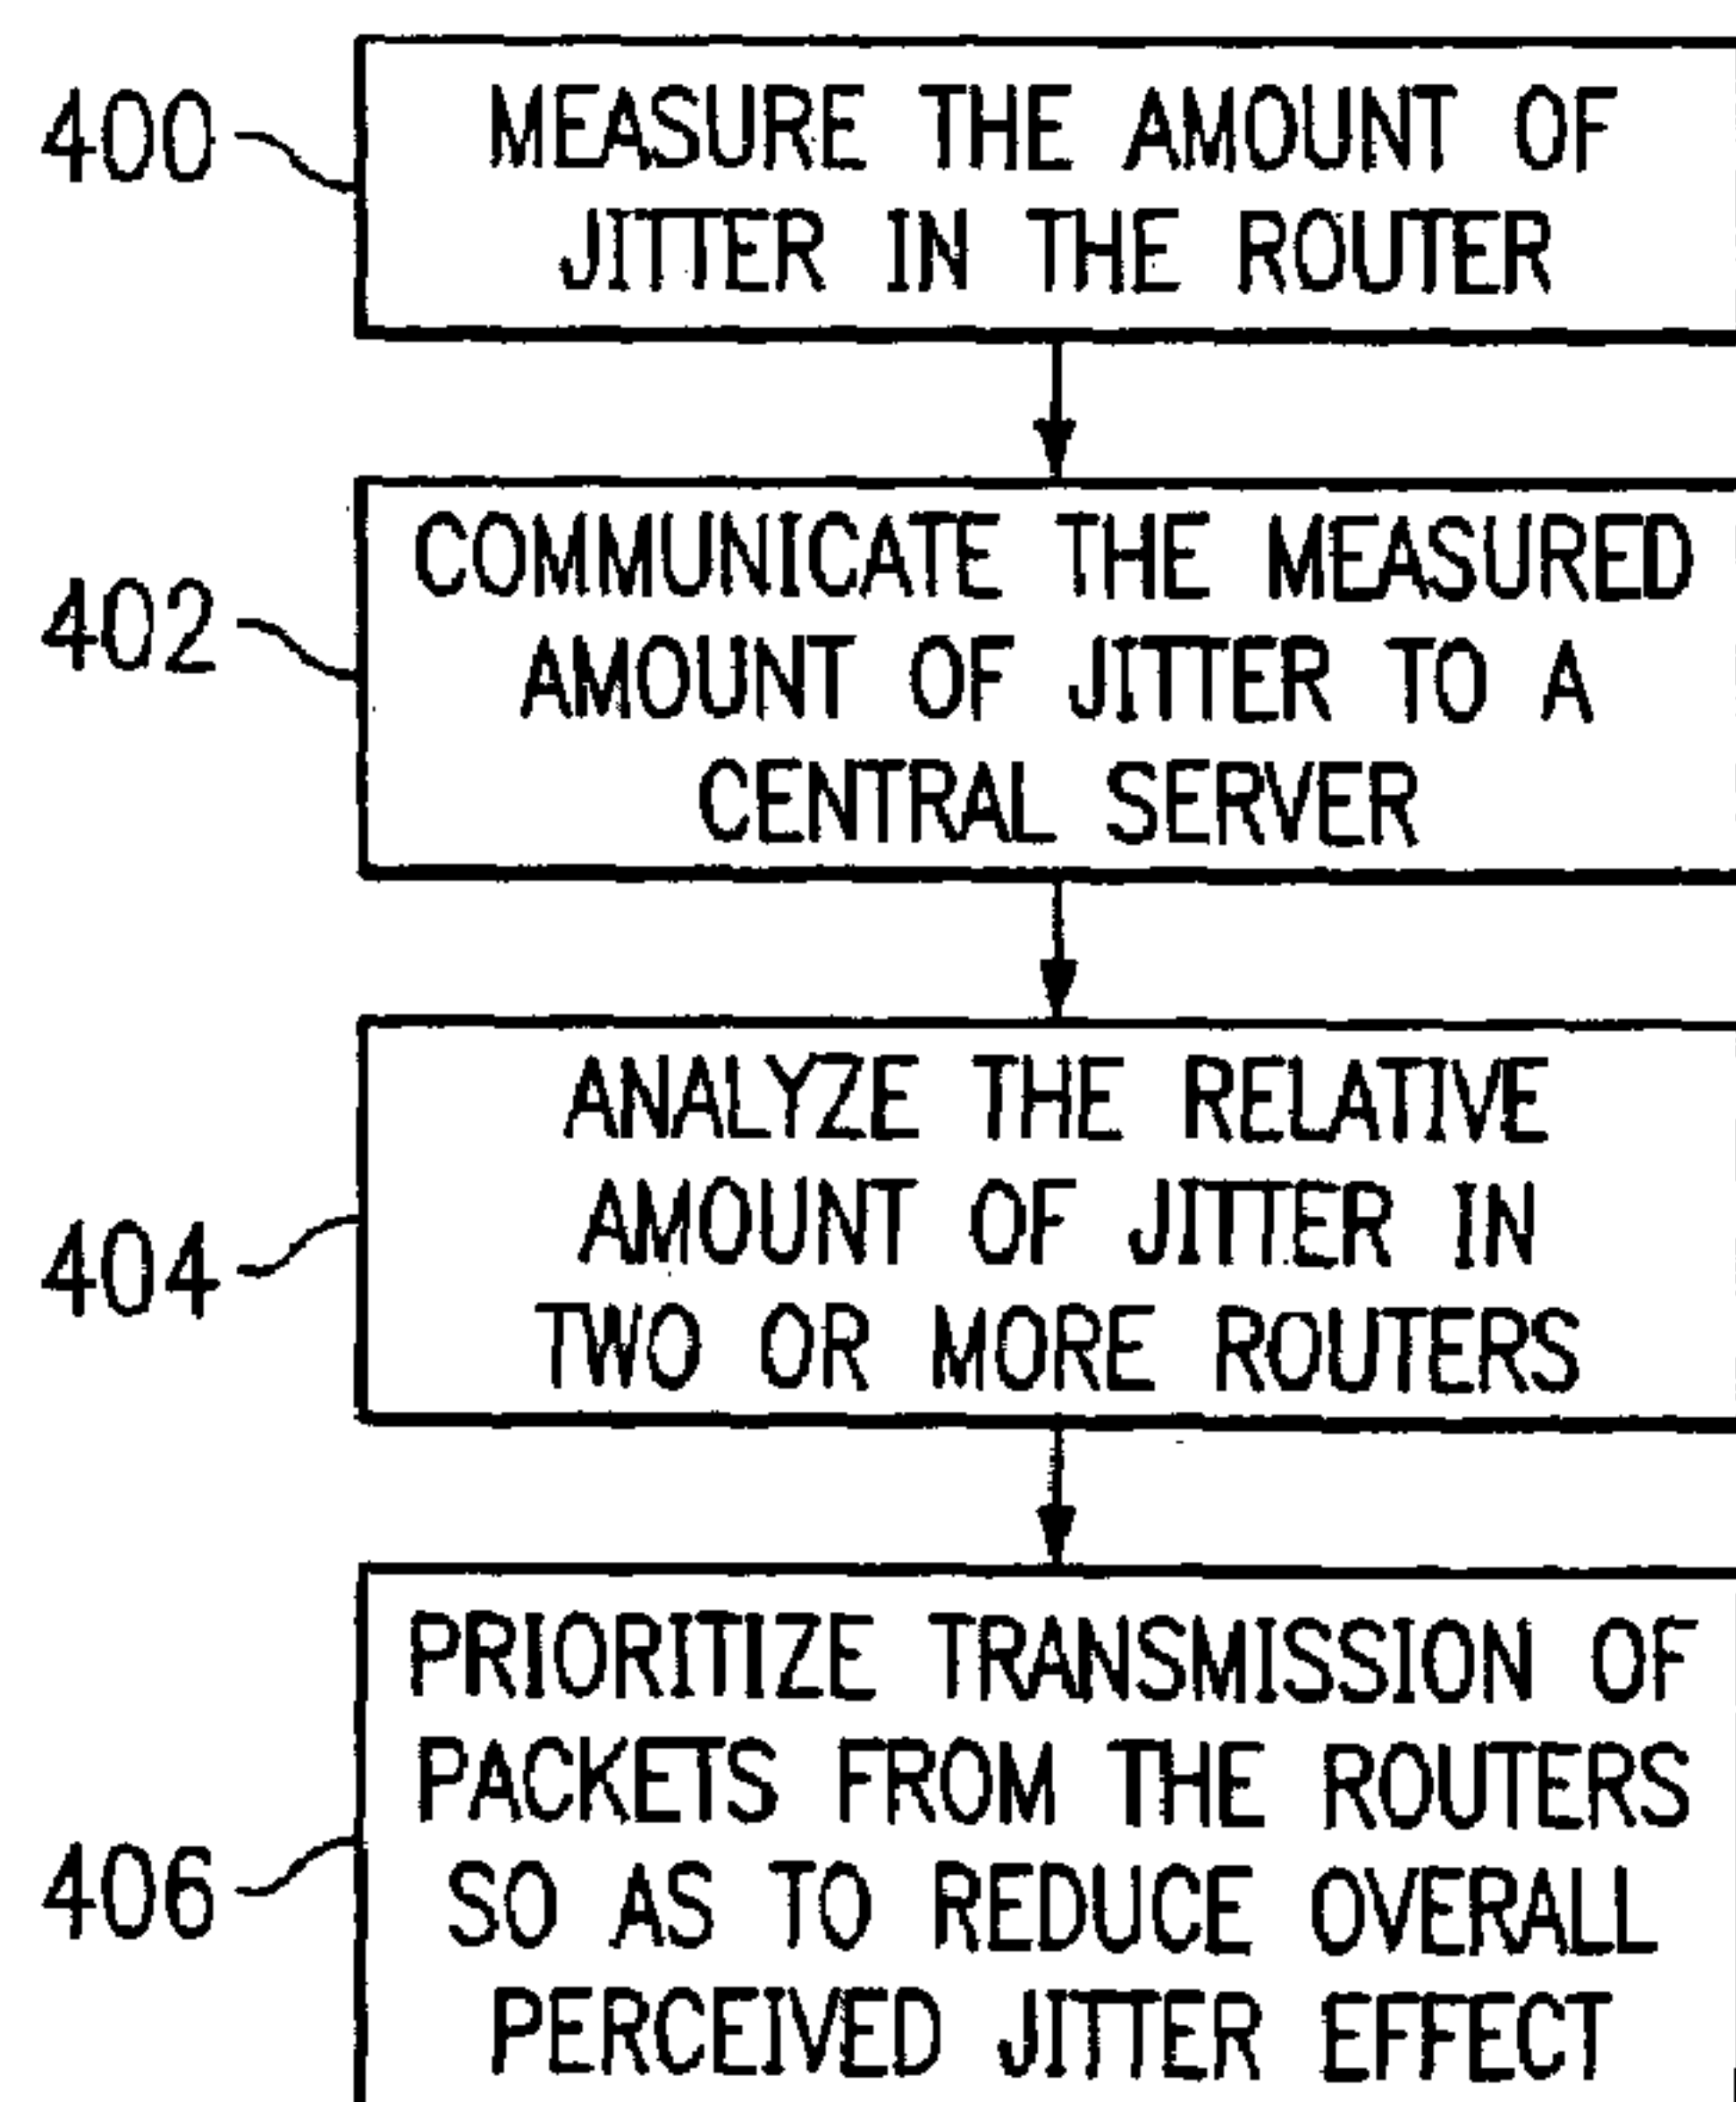 400
MEASURE THE AMOUNT OF
JITTER IN THE ROUTER
402
COMMUNICATE THE MEASURED
AMOUNT OF JITTER TO A
CENTRAL SERVER
404
ANALYZE THE RELATIVE
AMOUNT OF JITTER IN
TWO OR MORE ROUTERS
406
PRIORITIZE TRANSMISSION OF
PACKETS FROM THE ROUTERS
SO AS TO REDUCE OVERALL
PERCEIVED JITTER EFFECT